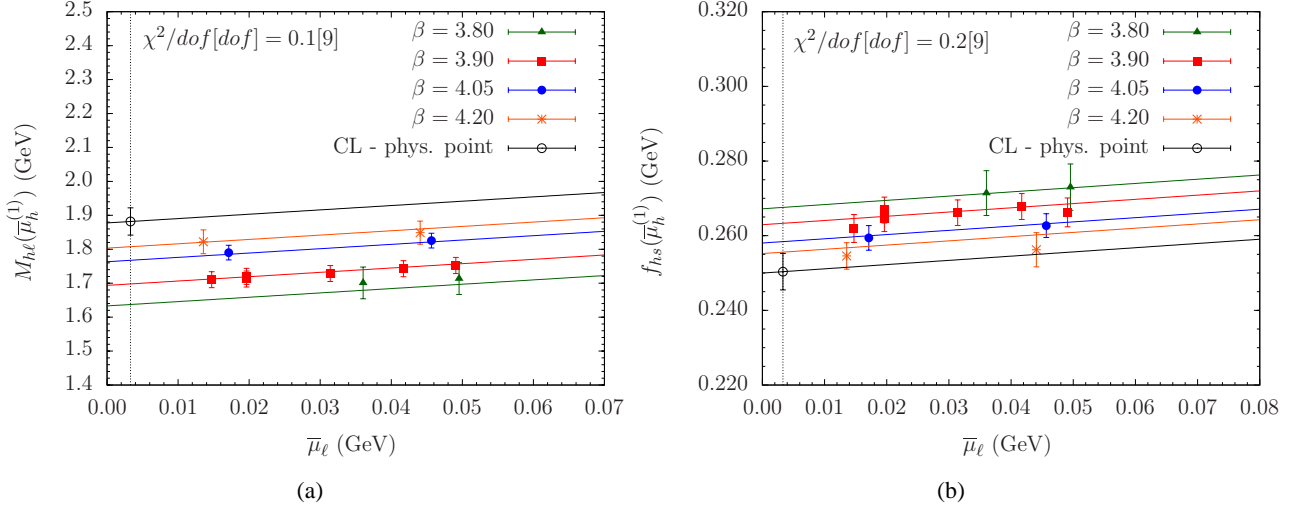 χ²/dof[dof] = 0.1[9]
β = 3.80
β = 3.90
β = 4.05
β = 4.20
CL - phys. point
M_{hℓ}(μ̅_h^{(1)}) (GeV)
2.5
2.4
2.3
2.2
2.1
2.0
1.9
1.8
1.7
1.6
1.5
1.4
0.00 0.01 0.02 0.03 0.04 0.05 0.06 0.07
μ̅_ℓ (GeV)
(a)
χ²/dof[dof] = 0.2[9]
β = 3.80
β = 3.90
β = 4.05
β = 4.20
CL - phys. point
f_{hs}(μ̅_h^{(1)}) (GeV)
0.320
0.300
0.280
0.260
0.240
0.220
0.00 0.01 0.02 0.03 0.04 0.05 0.06 0.07 0.08
μ̅_ℓ (GeV)
(b)